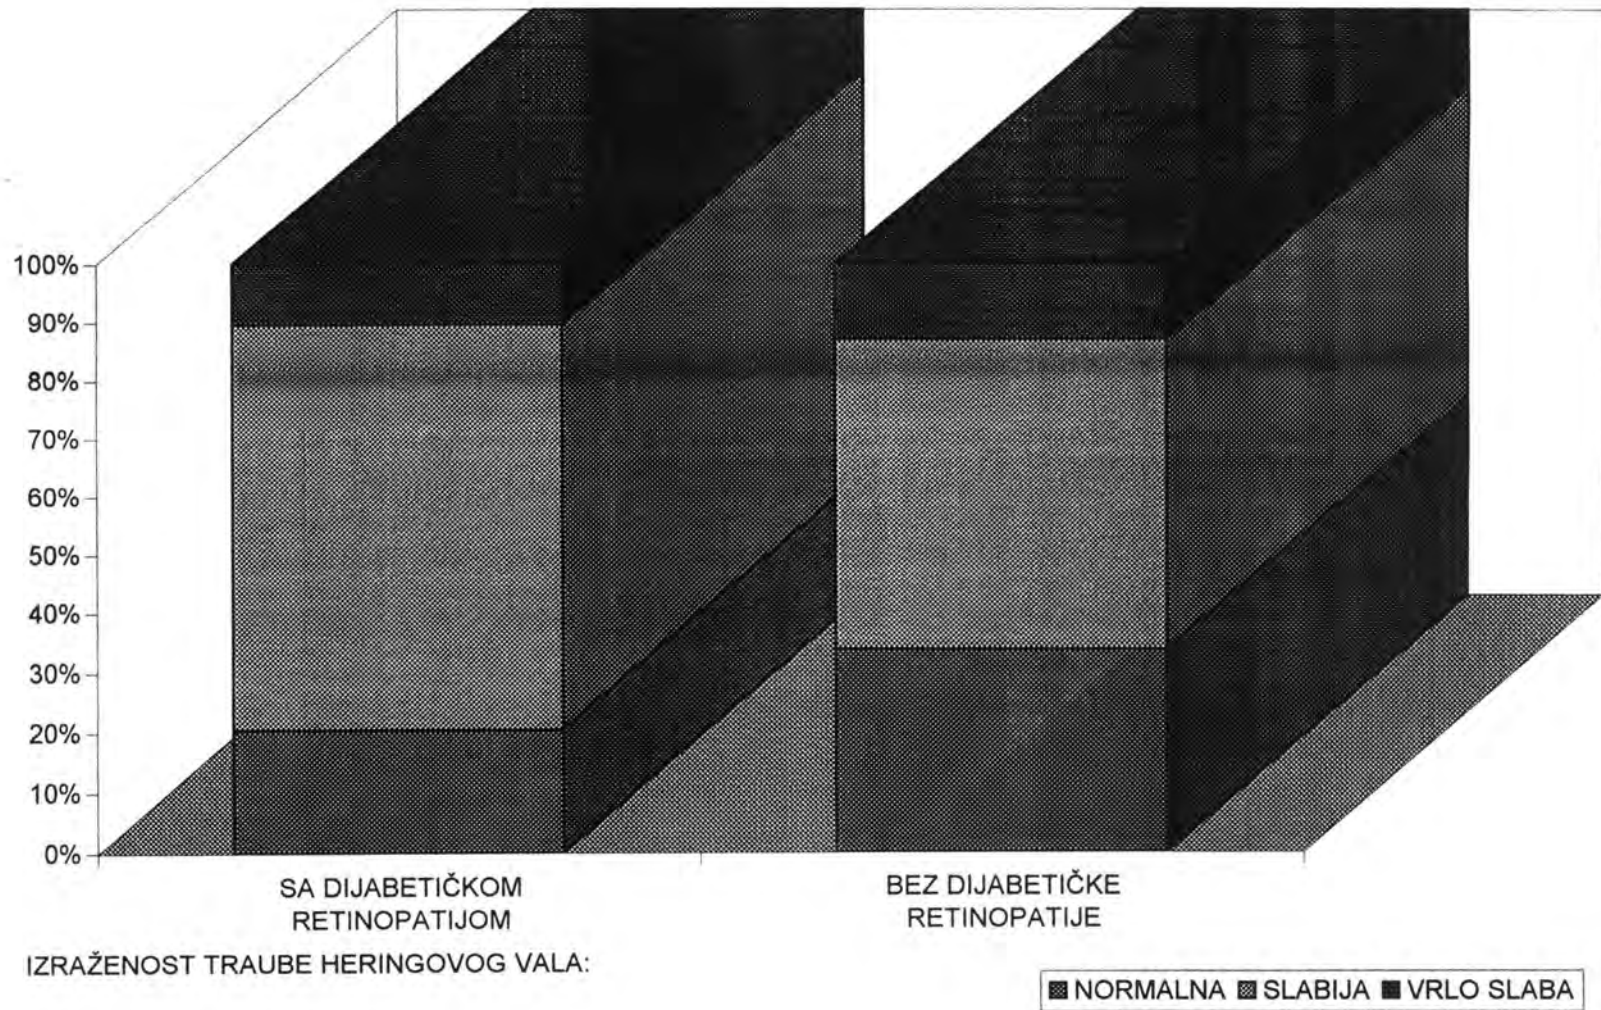 100%
90%
80%
70%
60%
50%
40%
30%
20%
10%
0%
SA DIJABETIČKOM
RETINOPATIJOM
BEZ DIJABETIČKE
RETINOPATIJE
IZRAŽENOST TRAUBE HERINGOVOG VALA:
NORMALNA SLABIJA VRLO SLABA